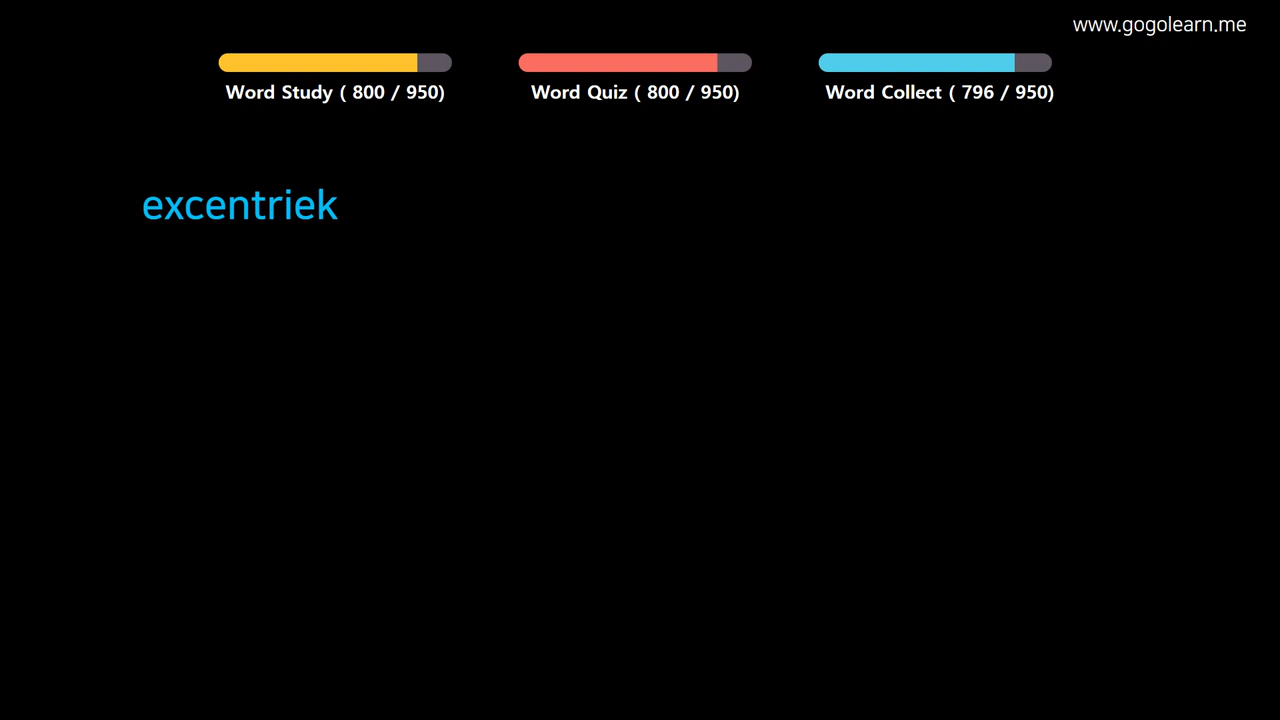 www.gogolearn.me
Word Study ( 800 / 950)
Word Quiz ( 800 / 950)
Word Collect ( 796 / 950)
excentriek